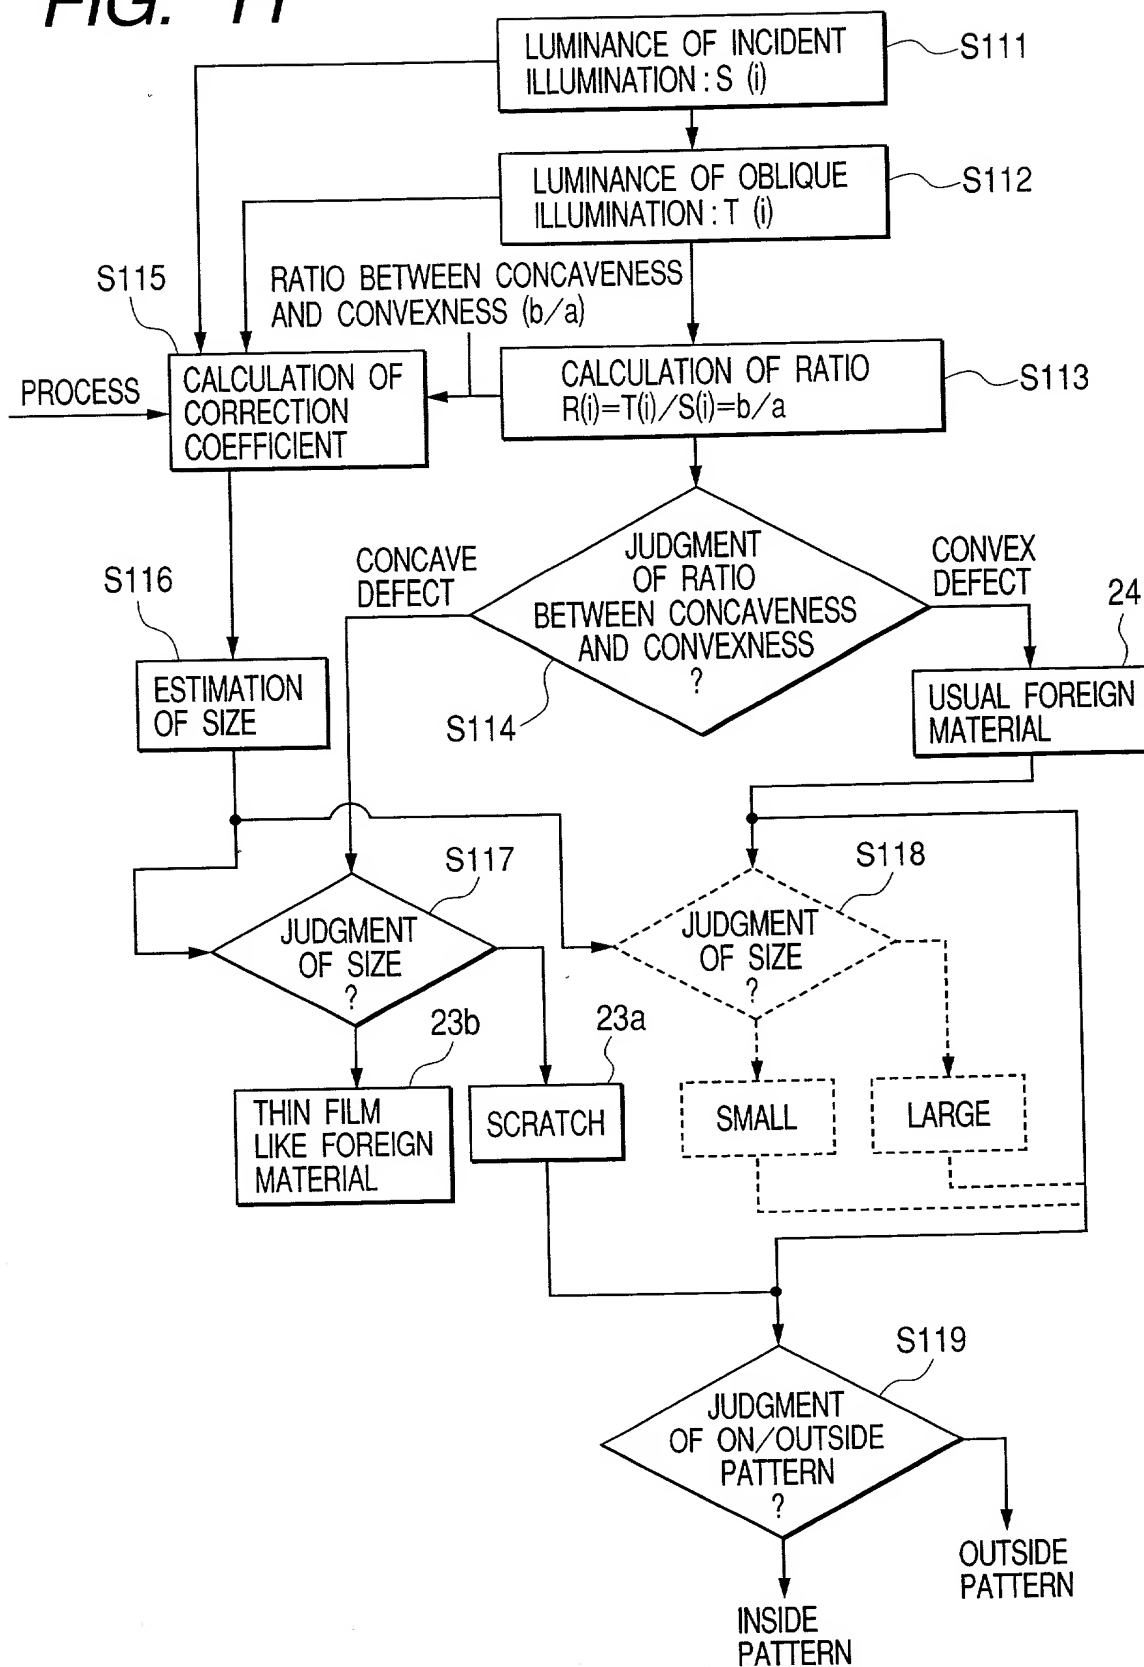 FIG. 11
LUMINANCE OF INCIDENT
ILLUMINATION : S (i)
S111
LUMINANCE OF OBLIQUE
ILLUMINATION : T (i)
S112
S115
RATIO BETWEEN CONCAVENESS
AND CONVEXNESS (b/a)
PROCESS
CALCULATION OF
CORRECTION
COEFFICIENT
CALCULATION OF RATIO
R(i)=T(i)/S(i)=b/a
S113
S116
CONCAVE
DEFECT
JUDGMENT
OF RATIO
BETWEEN CONCAVENESS
AND CONVEXNESS
?
CONVEX
DEFECT
24
ESTIMATION
OF SIZE
S114
USUAL FOREIGN
MATERIAL
S117
S118
JUDGMENT
OF SIZE
?
JUDGMENT
OF SIZE
?
23b
23a
THIN FILM
LIKE FOREIGN
MATERIAL
SCRATCH
SMALL
LARGE
S119
JUDGMENT
OF ON/OUTSIDE
PATTERN
?
OUTSIDE
PATTERN
INSIDE
PATTERN